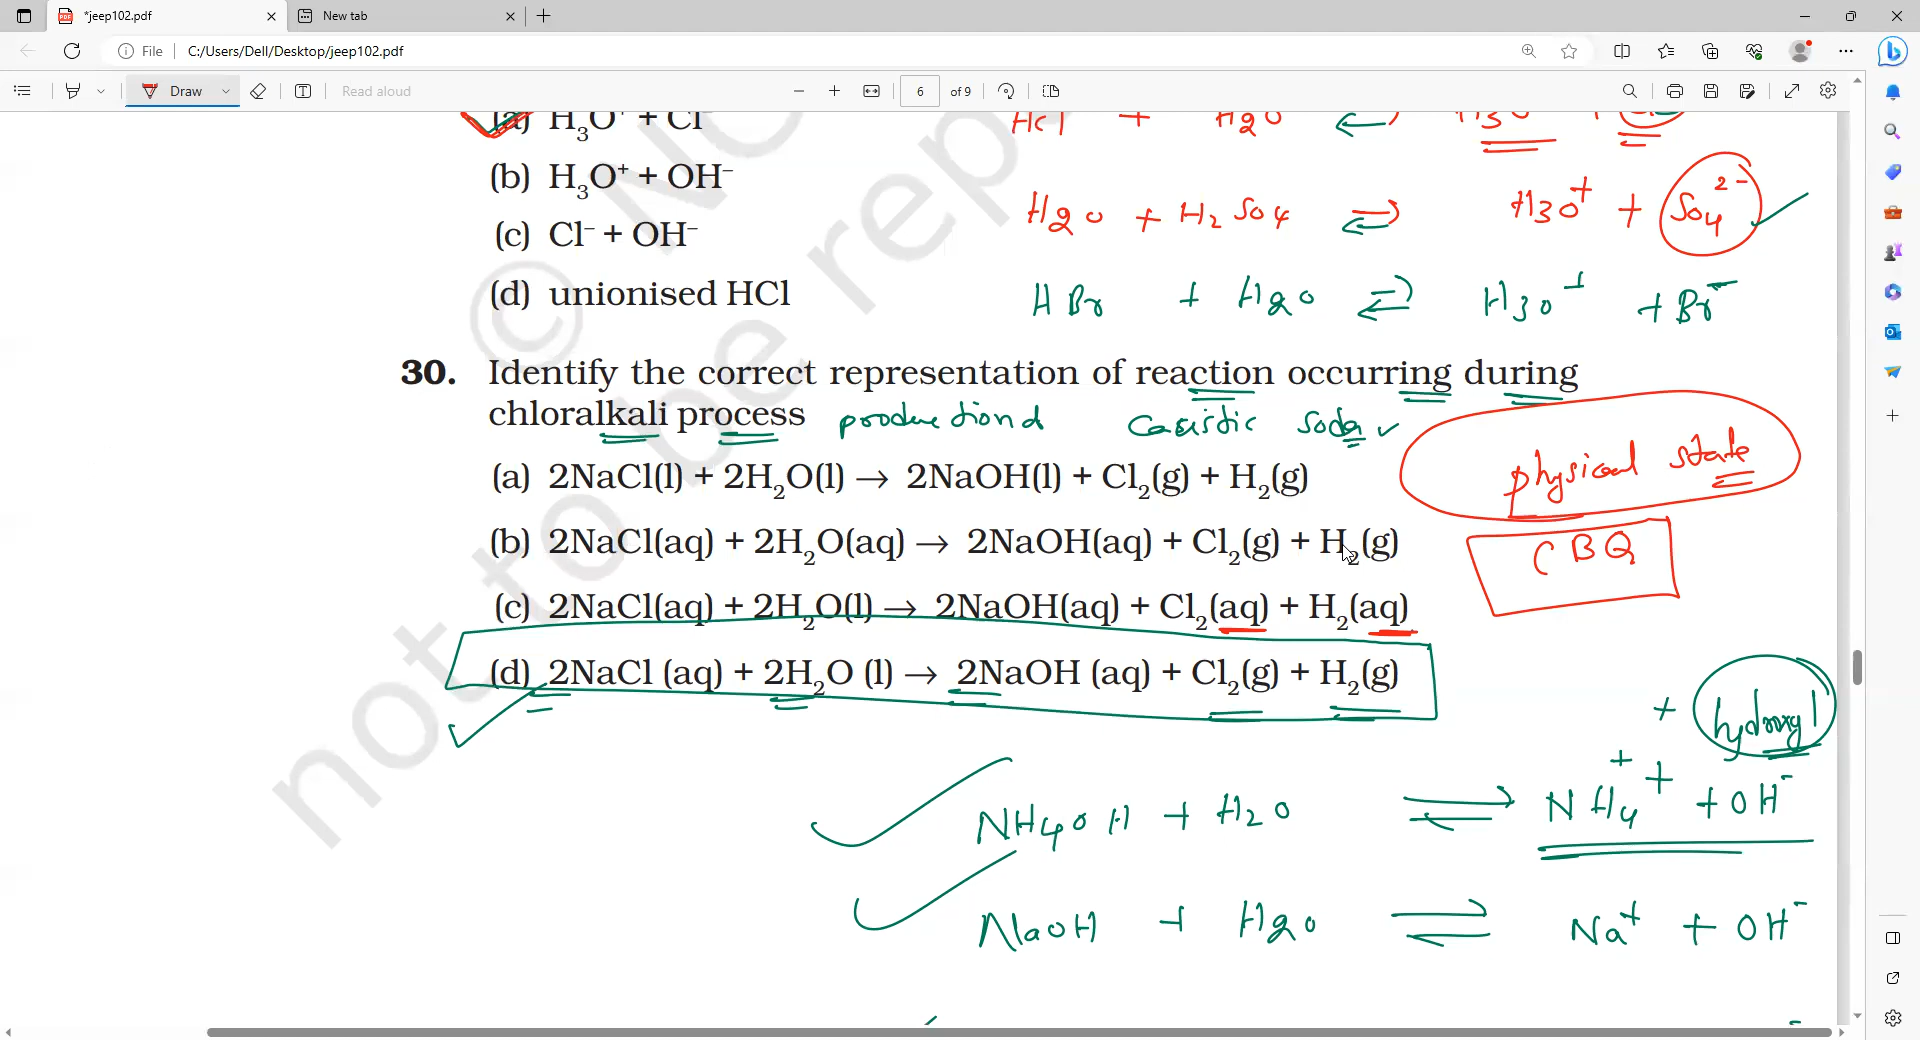 *jeep102.pdf
New tab
File C:/Users/Dell/Desktop/jeep102.pdf
Draw Read aloud 6 of 9
(a) H3O+ + Cl–
HCl + H2O
(b) H3O+ + OH–
H2O + H2SO4 ⇌ H3O+ + SO4 2-
(c) Cl– + OH–
(d) unionised HCl
HBr + H2O ⇌ H3O+ + Br-
30. Identify the correct representation of reaction occurring during
chloralkali process
production
soda
physical state
(a) 2NaCl(l) + 2H2O(l) → 2NaOH(l) + Cl2(g) + H2(g)
(b) 2NaCl(aq) + 2H2O(aq) → 2NaOH(aq) + Cl2(g) + H2(g)
CBQ
(c) 2NaCl(aq) + 2H2O(l) → 2NaOH(aq) + Cl2(aq) + H2(aq)
(d) 2NaCl (aq) + 2H2O (l) → 2NaOH (aq) + Cl2(g) + H2(g)
+ hydroxyl
+
NH4OH + H2O ⇌ NH4+ + OH-
NaOH + H2O ⇌ Na+ + OH-
not to be rep